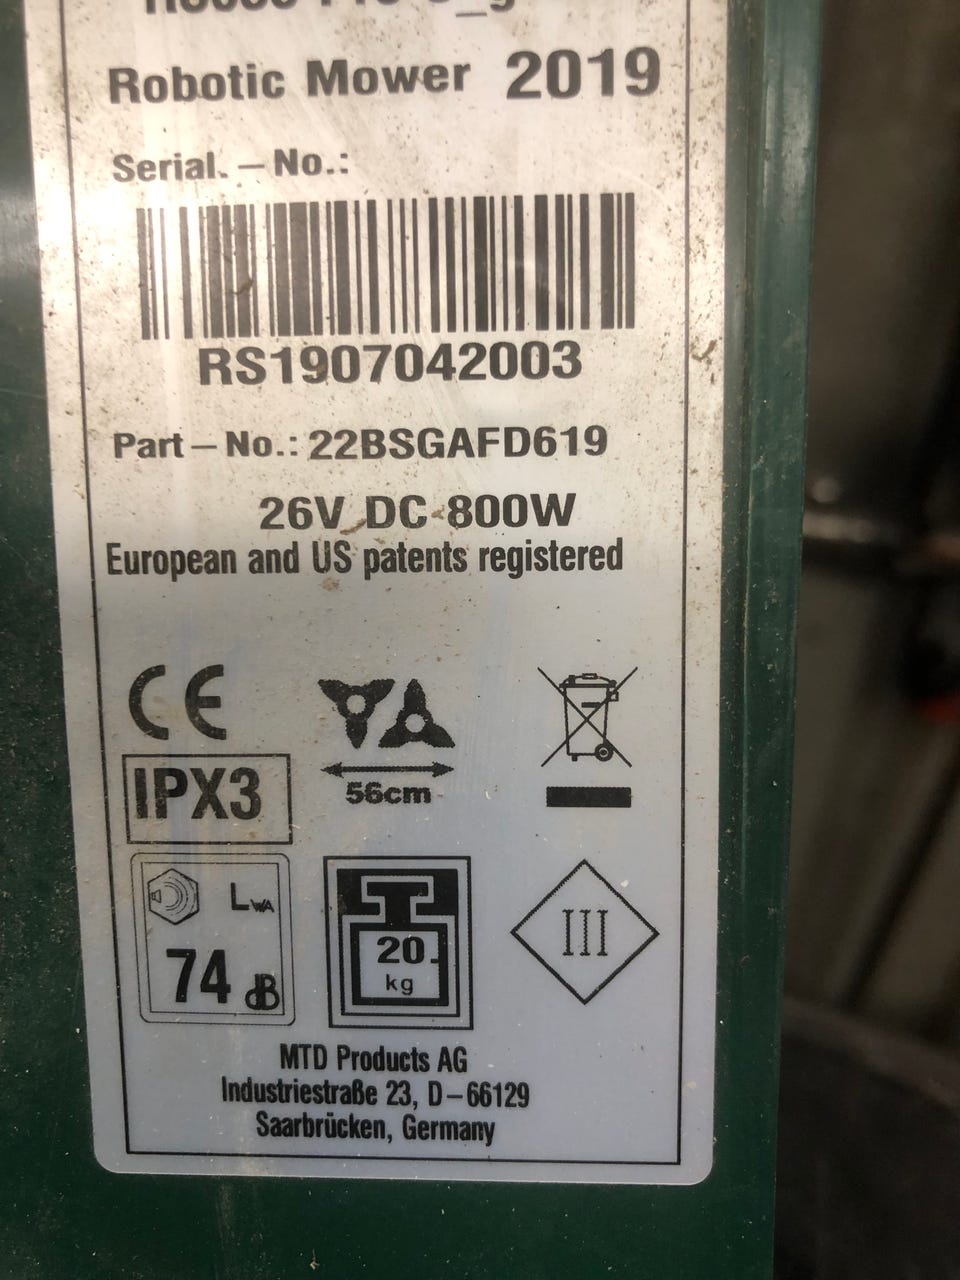 Robotic Mower 2019
Serial. – No.:
RS1907042003
Part – No.: 22BSGAFD619
26V DC 800W
European and US patents registered
CE
IPX3
56cm
LWA
74 dB
20 kg
III
MTD Products AG
Industriestraße 23, D – 66129
Saarbrücken, Germany